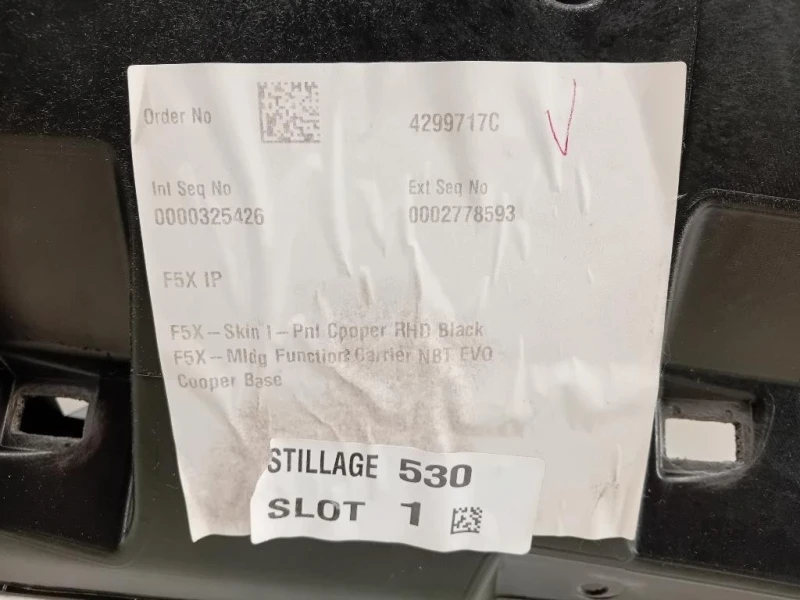 Order No 4299717C
Int Seq No Ext Seq No
0000325426 0002778593
F5X IP
F5X-Skin 1-Pnt Cooper RHD Black
F5X-Mldg Function Carrier NBT EVO
Cooper Base
STILLAGE 530
SLOT 1